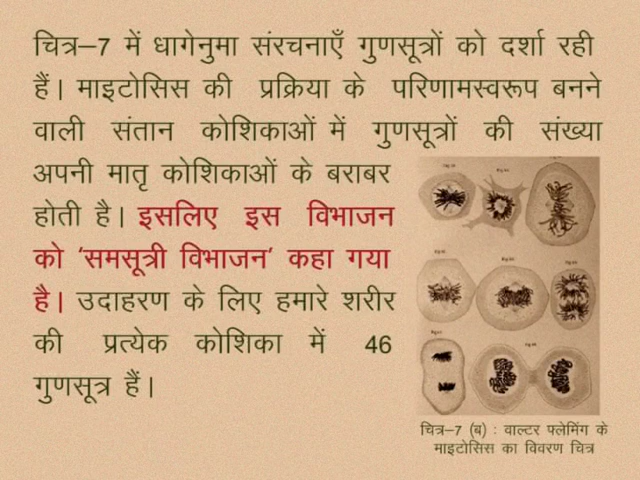 चित्र–7 में धागेनुमा संरचनाएँ गुणसूत्रों को दर्शा रही
हैं। माइटोसिस की प्रक्रिया के परिणामस्वरूप बनने
वाली संतान कोशिकाओं में गुणसूत्रों की संख्या
अपनी मातृ कोशिकाओं के बराबर
होती है। इसलिए इस विभाजन
को 'समसूत्री विभाजन' कहा गया
है। उदाहरण के लिए हमारे शरीर
की प्रत्येक कोशिका में 46
गुणसूत्र हैं।
चित्र–7 (ब) : वाल्टर फ्लेमिंग के
माइटोसिस का विवरण चित्र